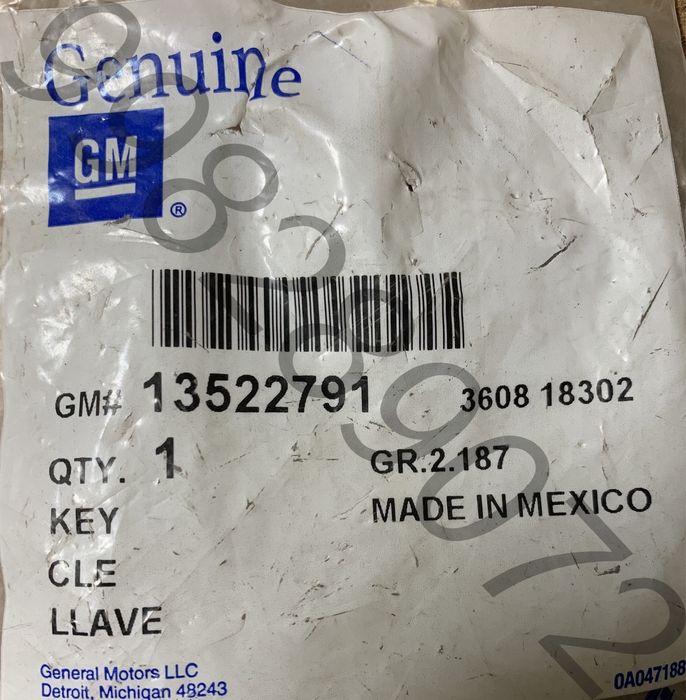 Genuine
GM ®
GM# 13522791 3608 18302
QTY. 1 GR.2.187
KEY MADE IN MEXICO
CLE
LLAVE
General Motors LLC
Detroit, Michigan 48243 0A047188